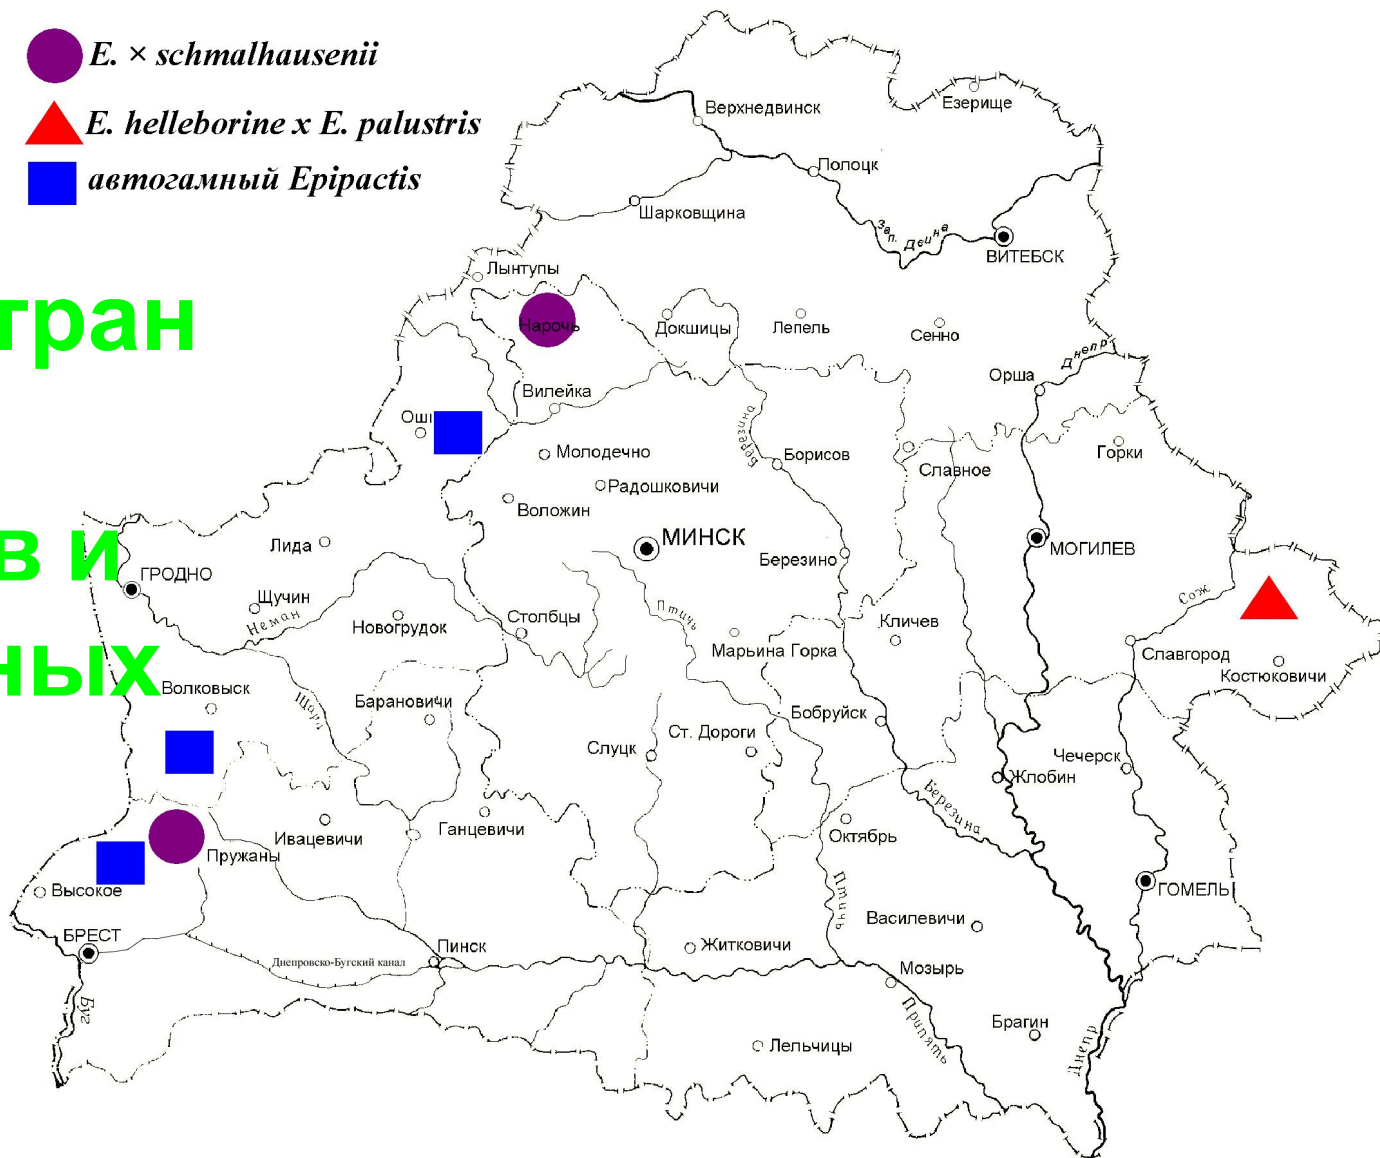 E. × schmalhausenii
E. helleborine x E. palustris
автогамный Epipactis
Езерище
Верхнедвинск
Полоцк
Шарковщина
Зап. Двина
ВИТЕБСК
Лынтупы
тран
Нарочь
Докшицы
Лепель
Сенно
Днепр
Орша
Вилейка
Ош
Березина
Молодечно
Борисов
Славное
Горки
Радошковичи
Воложин
в и
Лида
МИНСК
Березино
МОГИЛЕВ
ГРОДНО
Щучин
Неман
Новогрудок
Столбцы
Птичь
Марьина Горка
Кличев
Сож
Славгород
Костюковичи
ных
Волковыск
Щара
Барановичи
Слуцк
Ст. Дороги
Бобруйск
Чечерск
Жлобин
Березина
Ивацевичи
Ганцевичи
Октябрь
Пружаны
Высокое
Птичь
Василевичи
ГОМЕЛЬ
БРЕСТ
Днепровско-Бугский канал
Пинск
Житковичи
Мозырь
Буг
Припять
Брагин
Днепр
Лельчицы